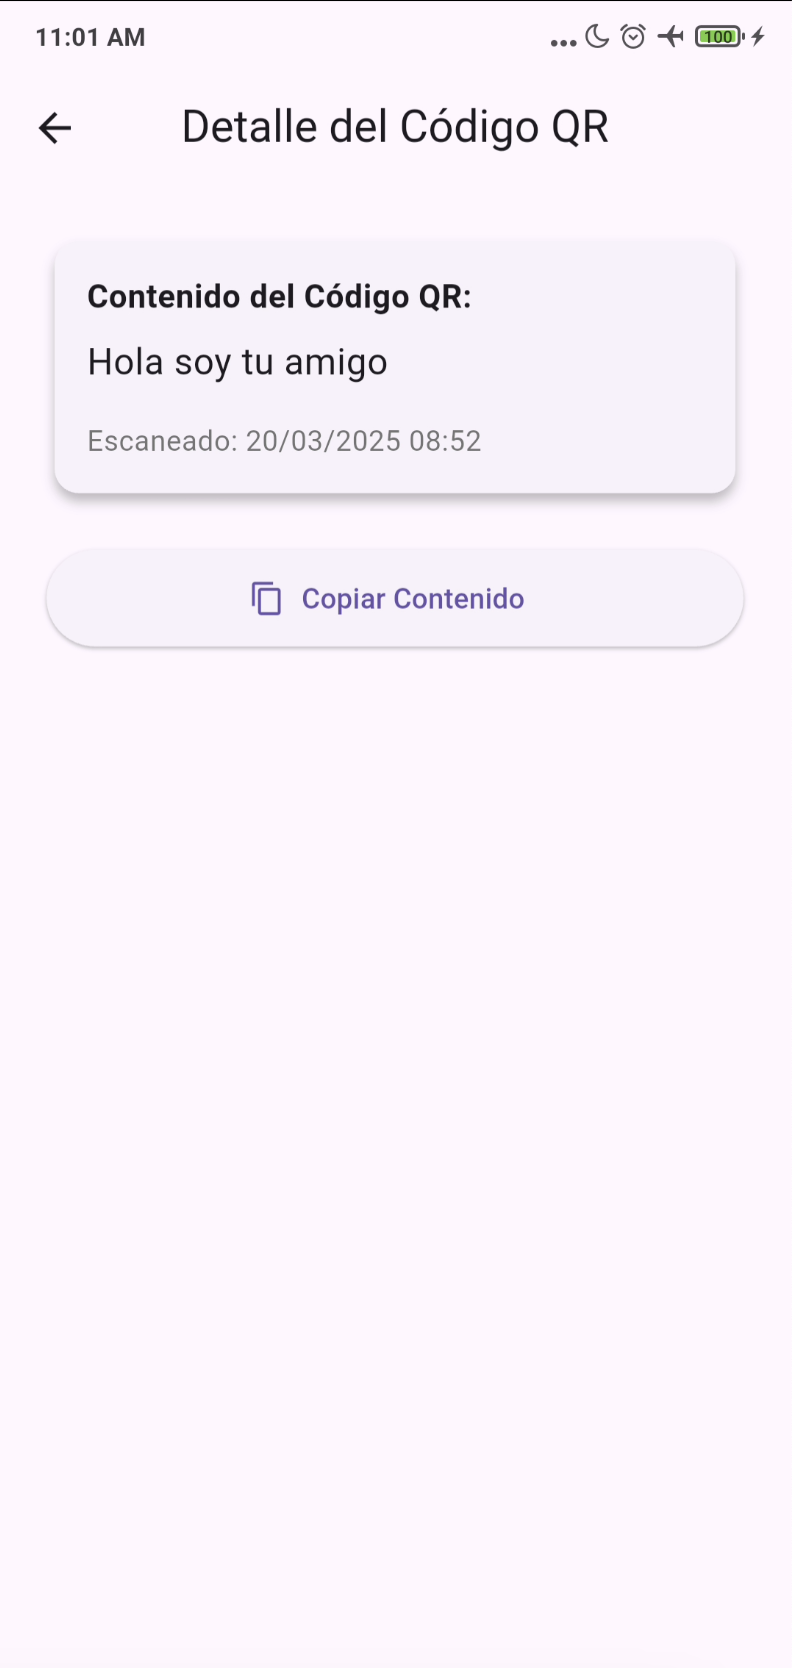 11:01 AM
100
Detalle del Código QR
Contenido del Código QR:
Hola soy tu amigo
Escaneado: 20/03/2025 08:52
Copiar Contenido